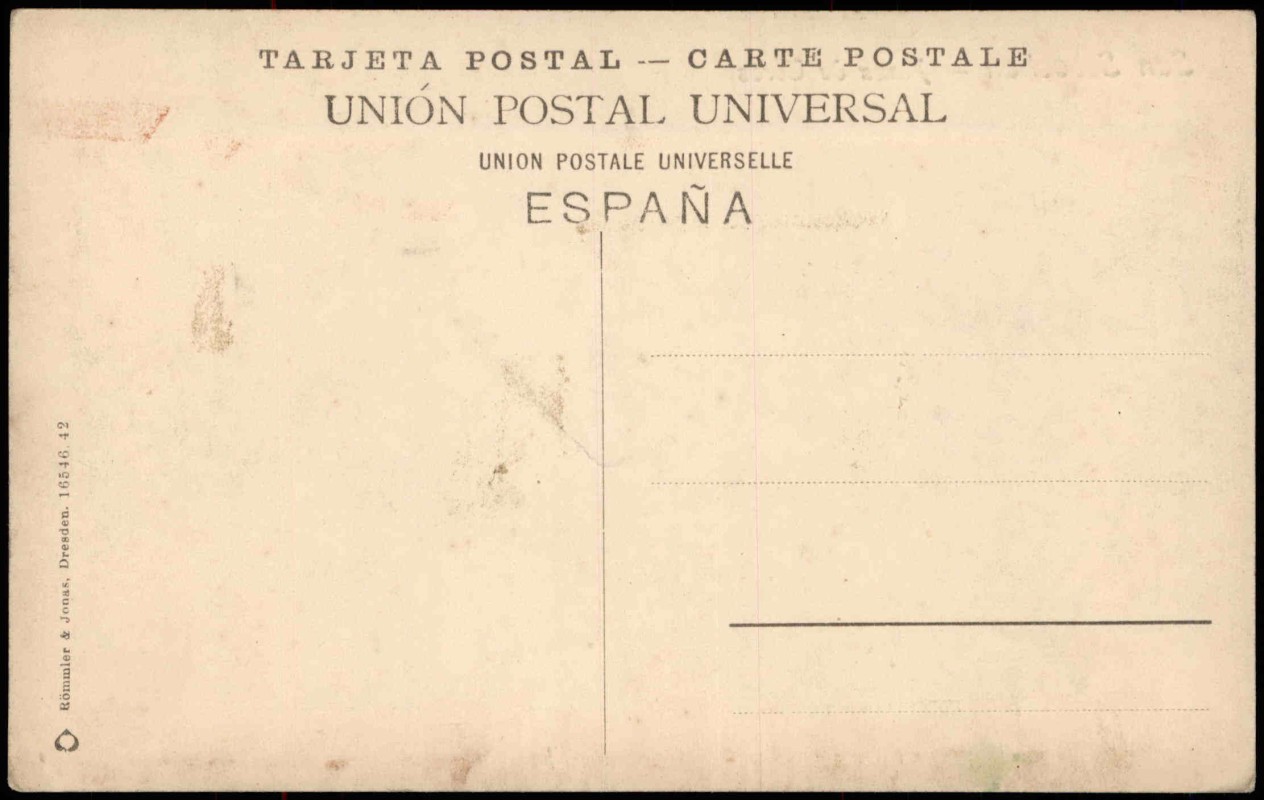 TARJETA POSTAL -- CARTE POSTALE
UNIÓN POSTAL UNIVERSAL
UNION POSTALE UNIVERSELLE
ESPAÑA
Römmler & Jonas, Dresden. 16546 42